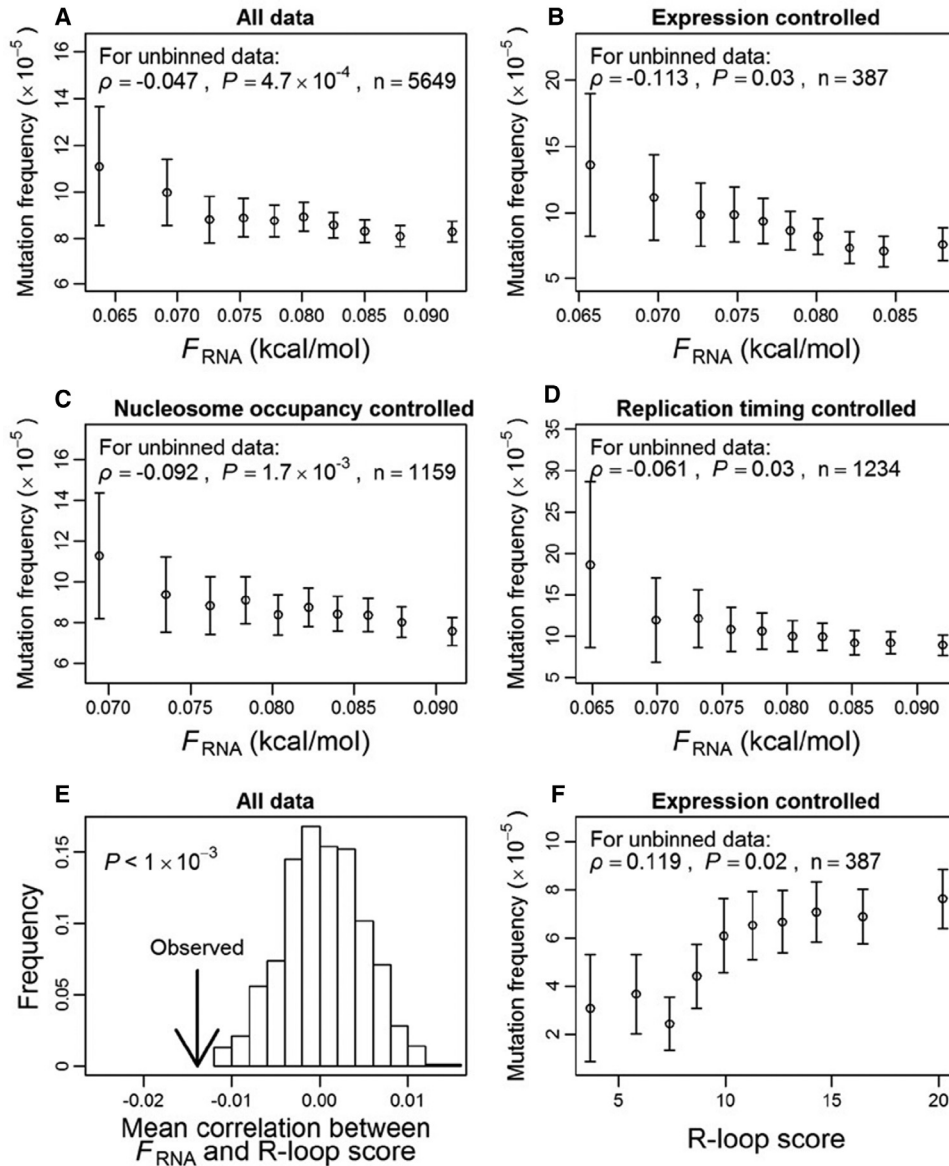 A
All data
For unbinned data:
ρ = -0.047 , P = 4.7 × 10⁻⁴ , n = 5649
Mutation frequency (× 10⁻⁵)
16
14
12
10
8
6
0.065
0.070
0.075
0.080
0.085
0.090
F_RNA (kcal/mol)
B
Expression controlled
For unbinned data:
ρ = -0.113 , P = 0.03 , n = 387
Mutation frequency (× 10⁻⁵)
20
15
10
5
0.065
0.070
0.075
0.080
0.085
F_RNA (kcal/mol)
C
Nucleosome occupancy controlled
For unbinned data:
ρ = -0.092 , P = 1.7 × 10⁻³ , n = 1159
Mutation frequency (× 10⁻⁵)
16
14
12
10
8
6
0.070
0.075
0.080
0.085
0.090
F_RNA (kcal/mol)
D
Replication timing controlled
For unbinned data:
ρ = -0.061 , P = 0.03 , n = 1234
Mutation frequency (× 10⁻⁵)
35
30
25
20
15
10
5
0.065
0.070
0.075
0.080
0.085
0.090
F_RNA (kcal/mol)
E
All data
P < 1 × 10⁻³
Observed
Frequency
0.15
0.10
0.05
0
-0.02
-0.01
0.00
0.01
Mean correlation between
F_RNA and R-loop score
F
Expression controlled
For unbinned data:
ρ = 0.119 , P = 0.02 , n = 387
Mutation frequency (× 10⁻⁵)
10
8
6
4
2
5
10
15
20
R-loop score